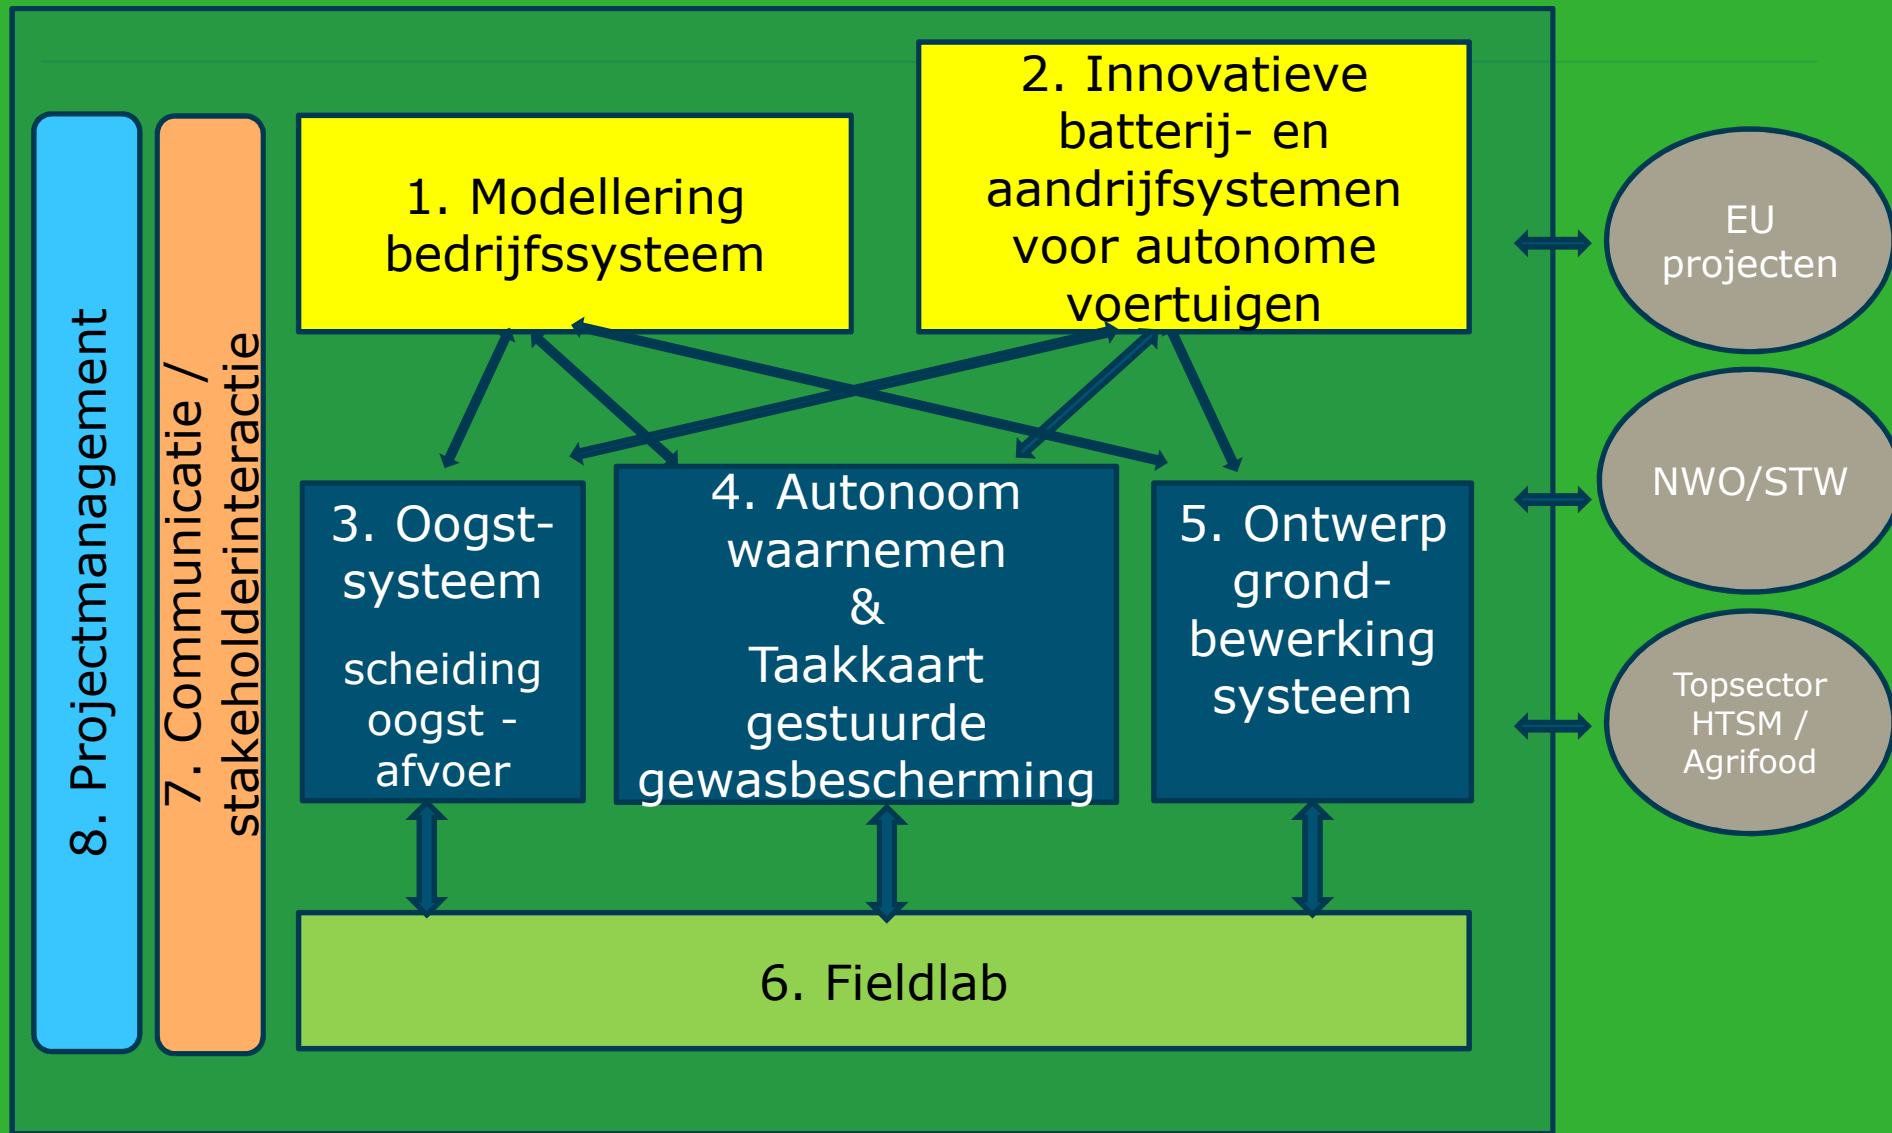 8. Projectmanagement
7. Communicatie /
stakeholderinteractie
1. Modellering
bedrijfssysteem
2. Innovatieve
batterij- en
aandrijfsystemen
voor autonome
voertuigen
3. Oogst-
systeem
scheiding
oogst -
afvoer
4. Autonoom
waarnemen
&
Taakkaart
gestuurde
gewasbescherming
5. Ontwerp
grond-
bewerking
systeem
6. Fieldlab
EU
projecten
NWO/STW
Topsector
HTSM /
Agrifood